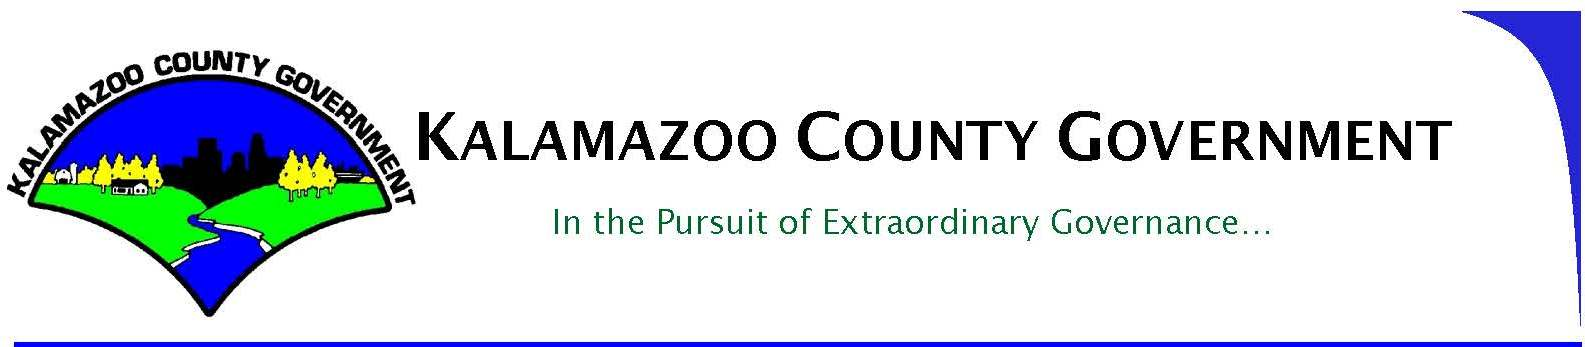 KALAMAZOO COUNTY GOVERNMENT
KALAMAZOO COUNTY GOVERNMENT
In the Pursuit of Extraordinary Governance...